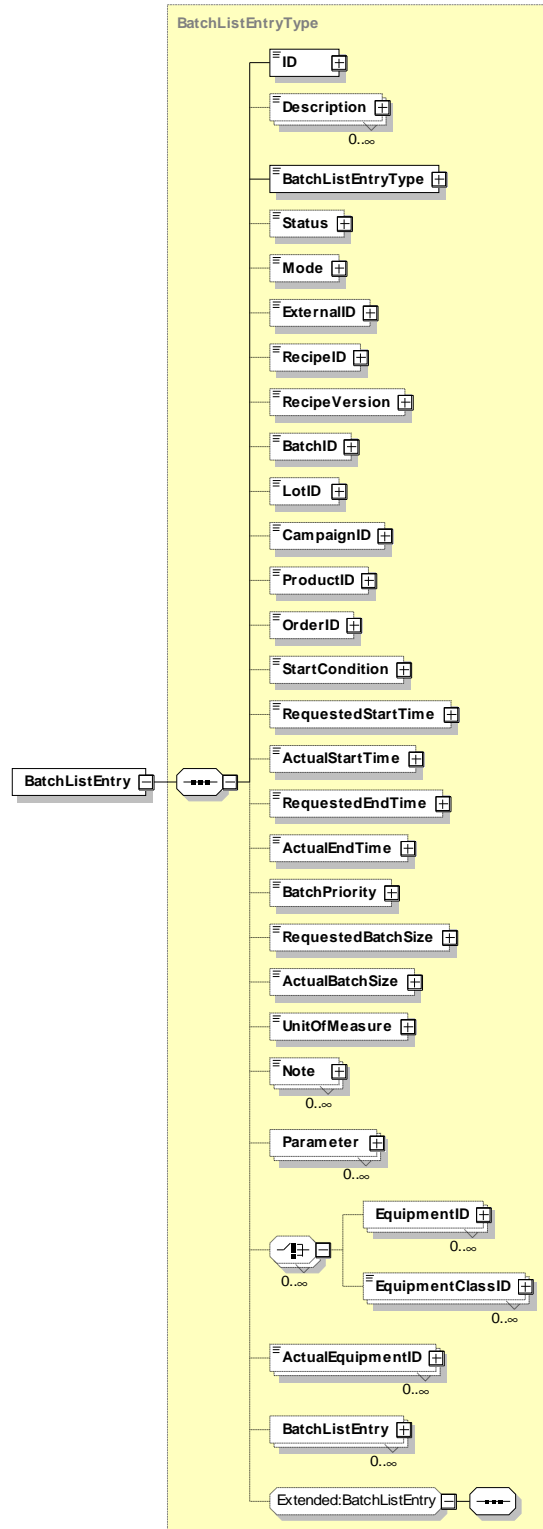 BatchListEntryType
ID
Description
0..∞
BatchListEntryType
Status
Mode
ExternalID
RecipeID
RecipeVersion
BatchID
LotID
CampaignID
ProductID
OrderID
StartCondition
RequestedStartTime
ActualStartTime
BatchListEntry
RequestedEndTime
ActualEndTime
BatchPriority
RequestedBatchSize
ActualBatchSize
UnitOfMeasure
Note
0..∞
Parameter
0..∞
EquipmentID
0..∞
0..∞
EquipmentClassID
0..∞
ActualEquipmentID
0..∞
BatchListEntry
0..∞
Extended:BatchListEntry